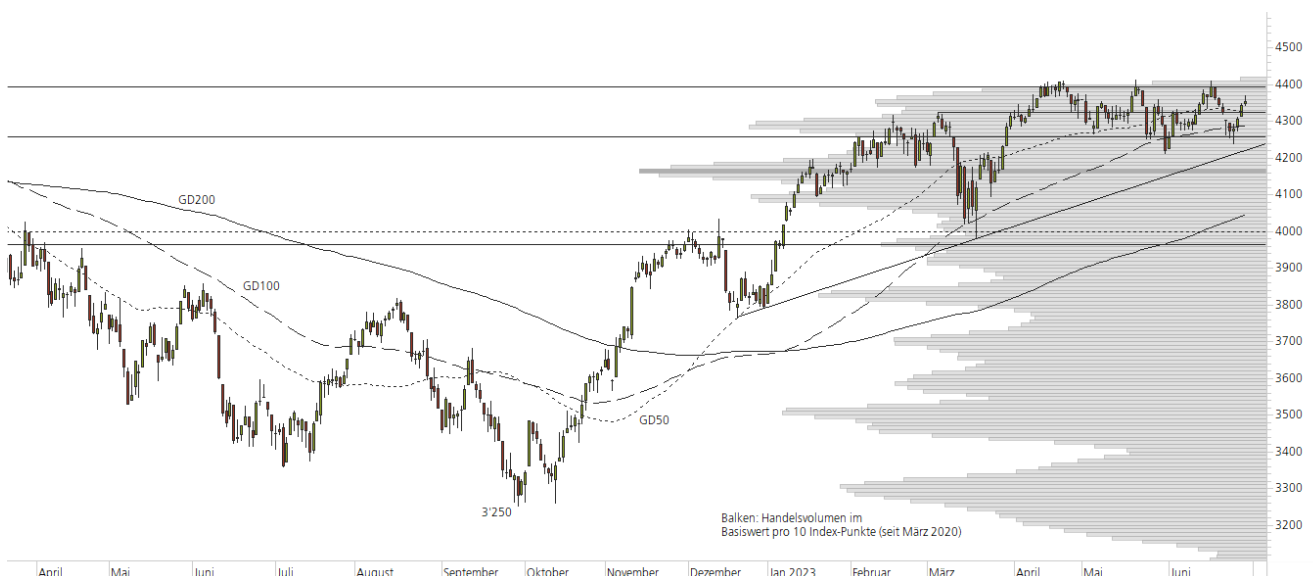 4500
4400
4300
4200
GD200
4100
4000
3900
GD100
3800
3700
3600
3500
GD50
3400
3300
3'250
Balken: Handelsvolumen im
Basiswert pro 10 Index-Punkte (seit März 2020)
3200
April Mai Juni Juli August September Oktober November Dezember Jan 2023 Februar März April Mai Juni